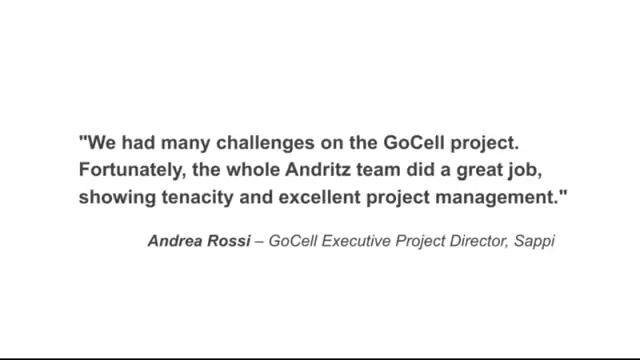 "We had many challenges on the GoCell project.
Fortunately, the whole Andritz team did a great job,
showing tenacity and excellent project management."
Andrea Rossi – GoCell Executive Project Director, Sappi